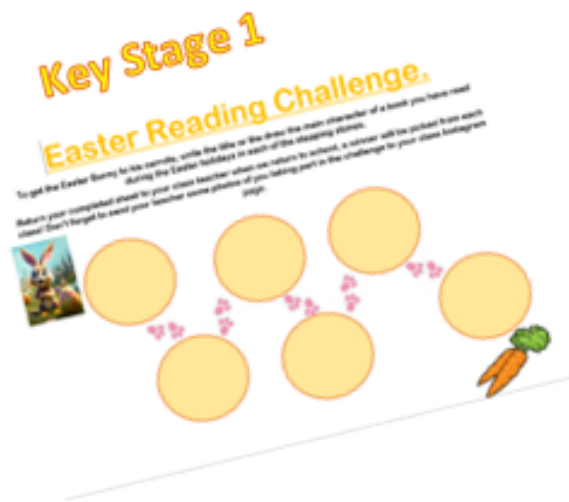 Key Stage 1
Easter Reading Challenge.
To get the Easter Bunny to his carrots, write the title or the draw the main character of a book you have read
during the Easter holidays in each of the stepping stones.
Return your completed sheet to your class teacher when we return to school, a winner will be picked from each
class! Don't forget to send your teacher some photos of you taking part in the challenge to your class Instagram
page.